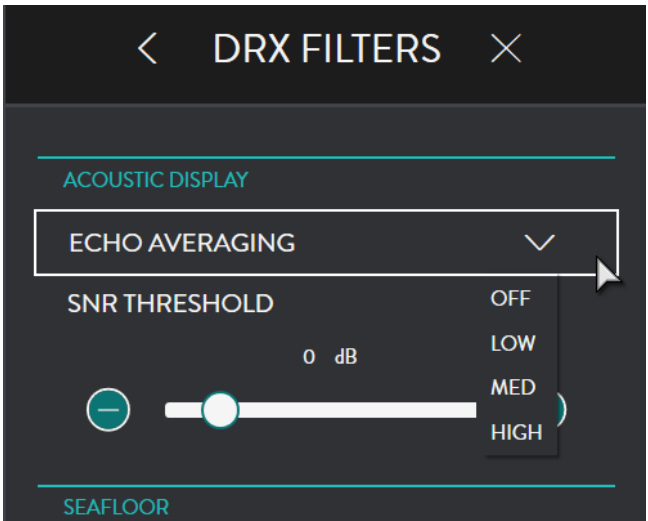 DRX FILTERS
ACOUSTIC DISPLAY
ECHO AVERAGING
SNR THRESHOLD
0 dB
OFF
LOW
MED
HIGH
SEAFLOOR